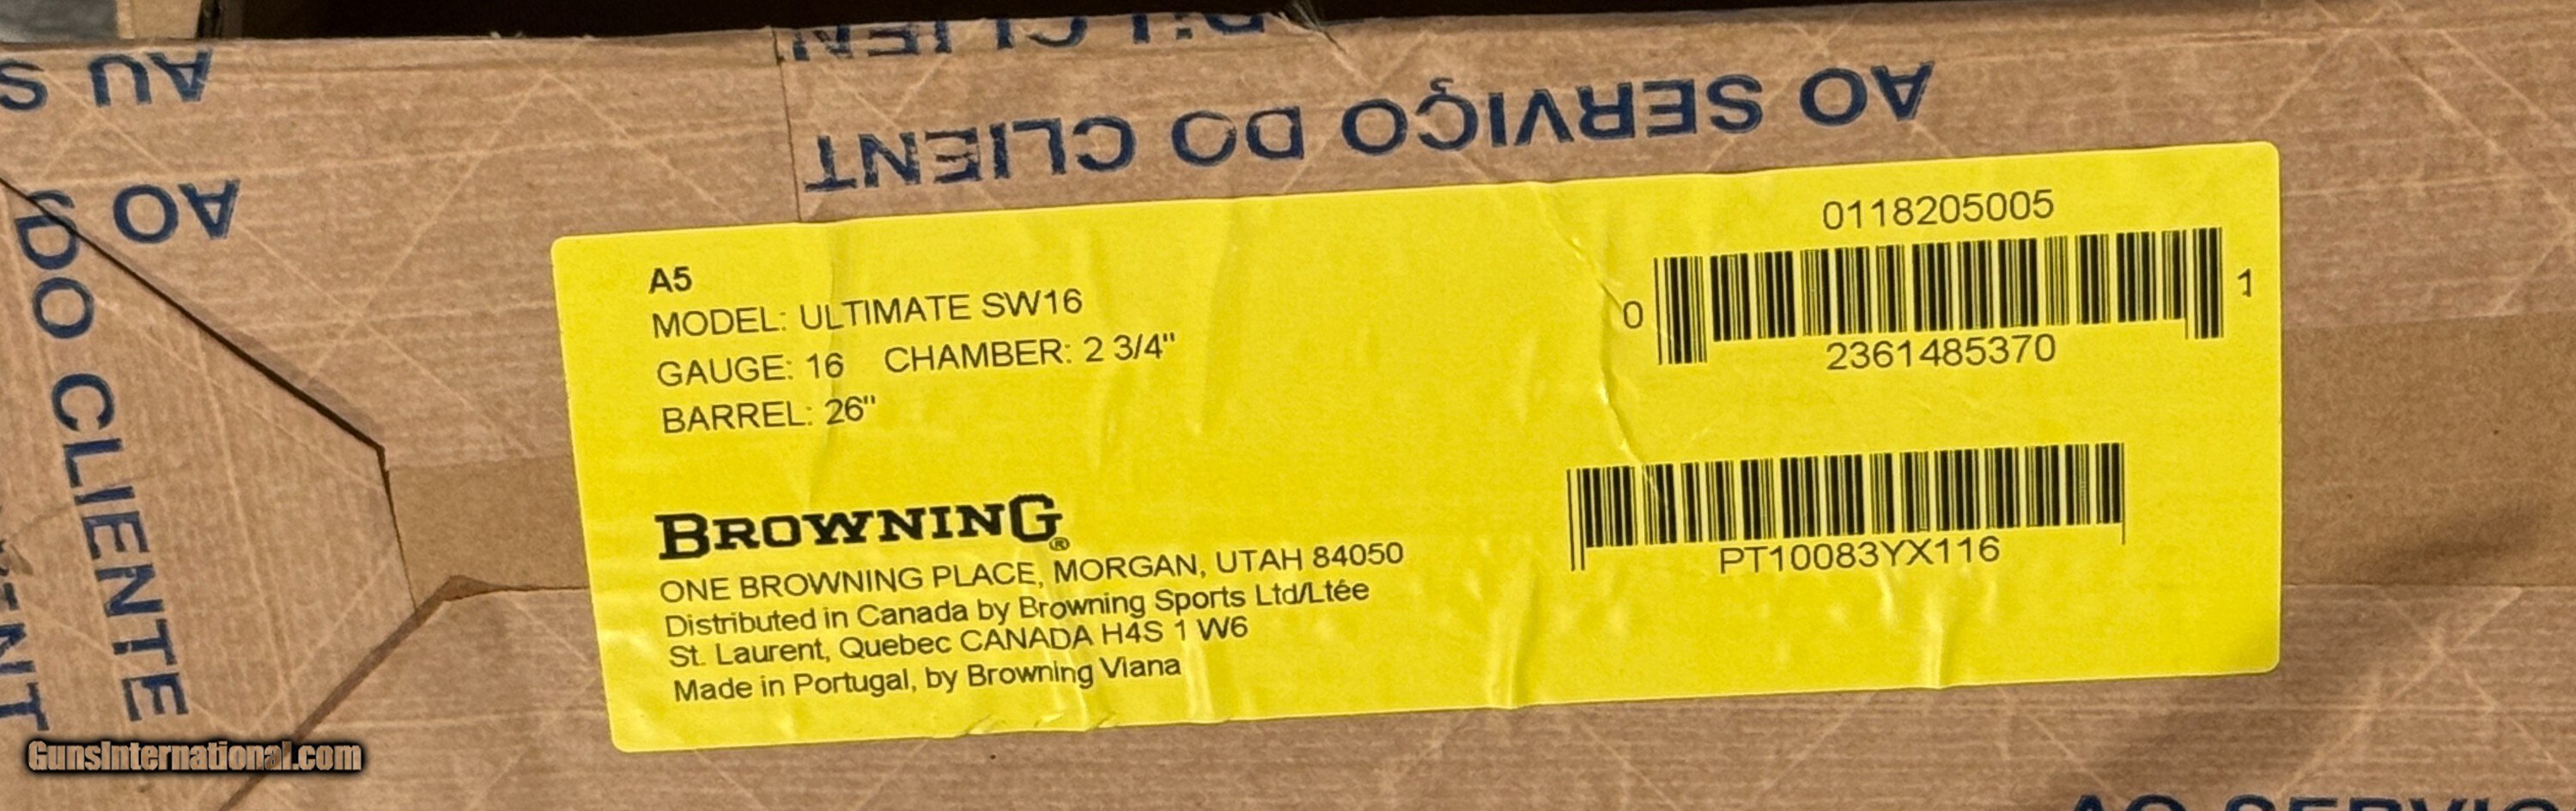 AU S
AO
DO CLIENTE
AO SERVIÇO DO CLIENT
A5
MODEL: ULTIMATE SW16
GAUGE: 16 CHAMBER: 2 3/4"
BARREL: 26"
BROWNING®
ONE BROWNING PLACE, MORGAN, UTAH 84050
Distributed in Canada by Browning Sports Ltd/Ltée
St. Laurent, Quebec CANADA H4S 1 W6
Made in Portugal, by Browning Viana
0118205005
0 2361485370 1
PT10083YX116
GunsInternational.com